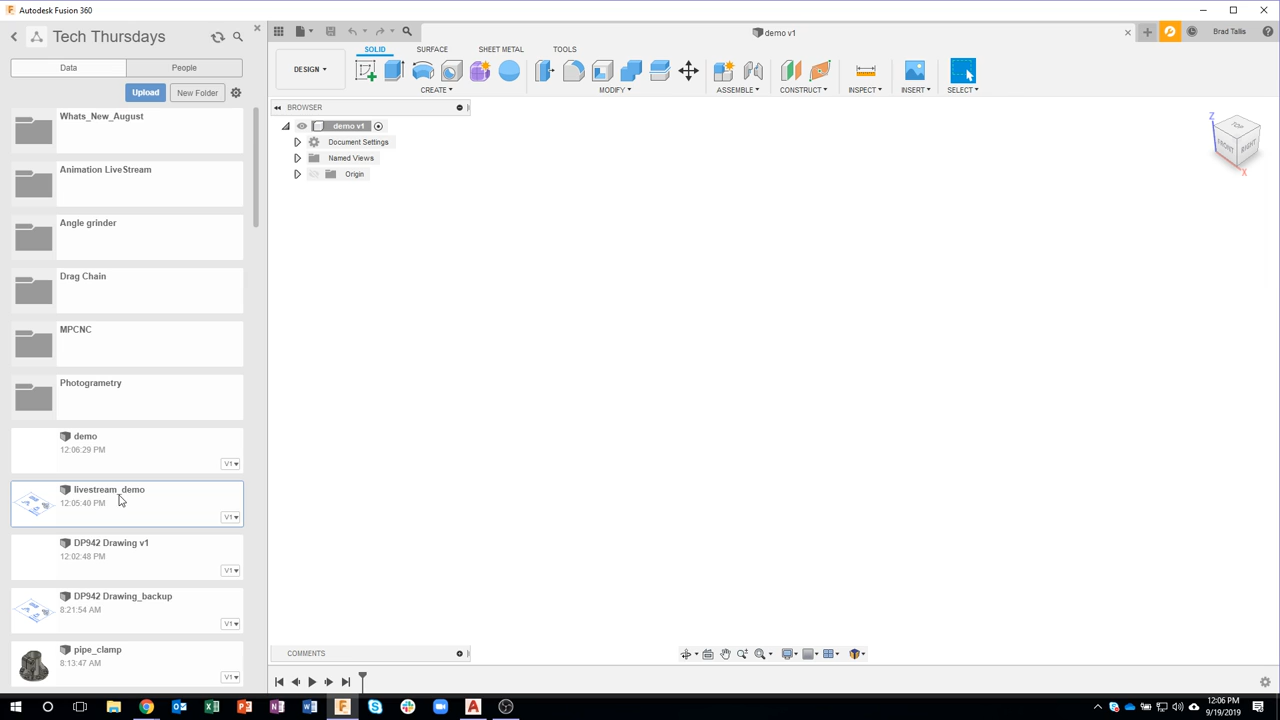 Autodesk Fusion 360
Tech Thursdays
Data People
Upload New Folder
Whats_New_August
Animation LiveStream
Angle grinder
Drag Chain
MPCNC
Photogrametry
demo
12:06:29 PM
V1
livestream_demo
12:05:40 PM
V1
DP942 Drawing v1
12:02:48 PM
V1
DP942 Drawing_backup
8:21:54 AM
V1
pipe_clamp
8:13:47 AM
V1
demo v1
Brad Tallis
SOLID SURFACE SHEET METAL TOOLS
DESIGN
CREATE MODIFY ASSEMBLE CONSTRUCT INSPECT INSERT SELECT
BROWSER
demo v1
Document Settings
Named Views
Origin
Z
TOP
FRONT RIGHT
X
COMMENTS
12:06 PM
9/19/2019